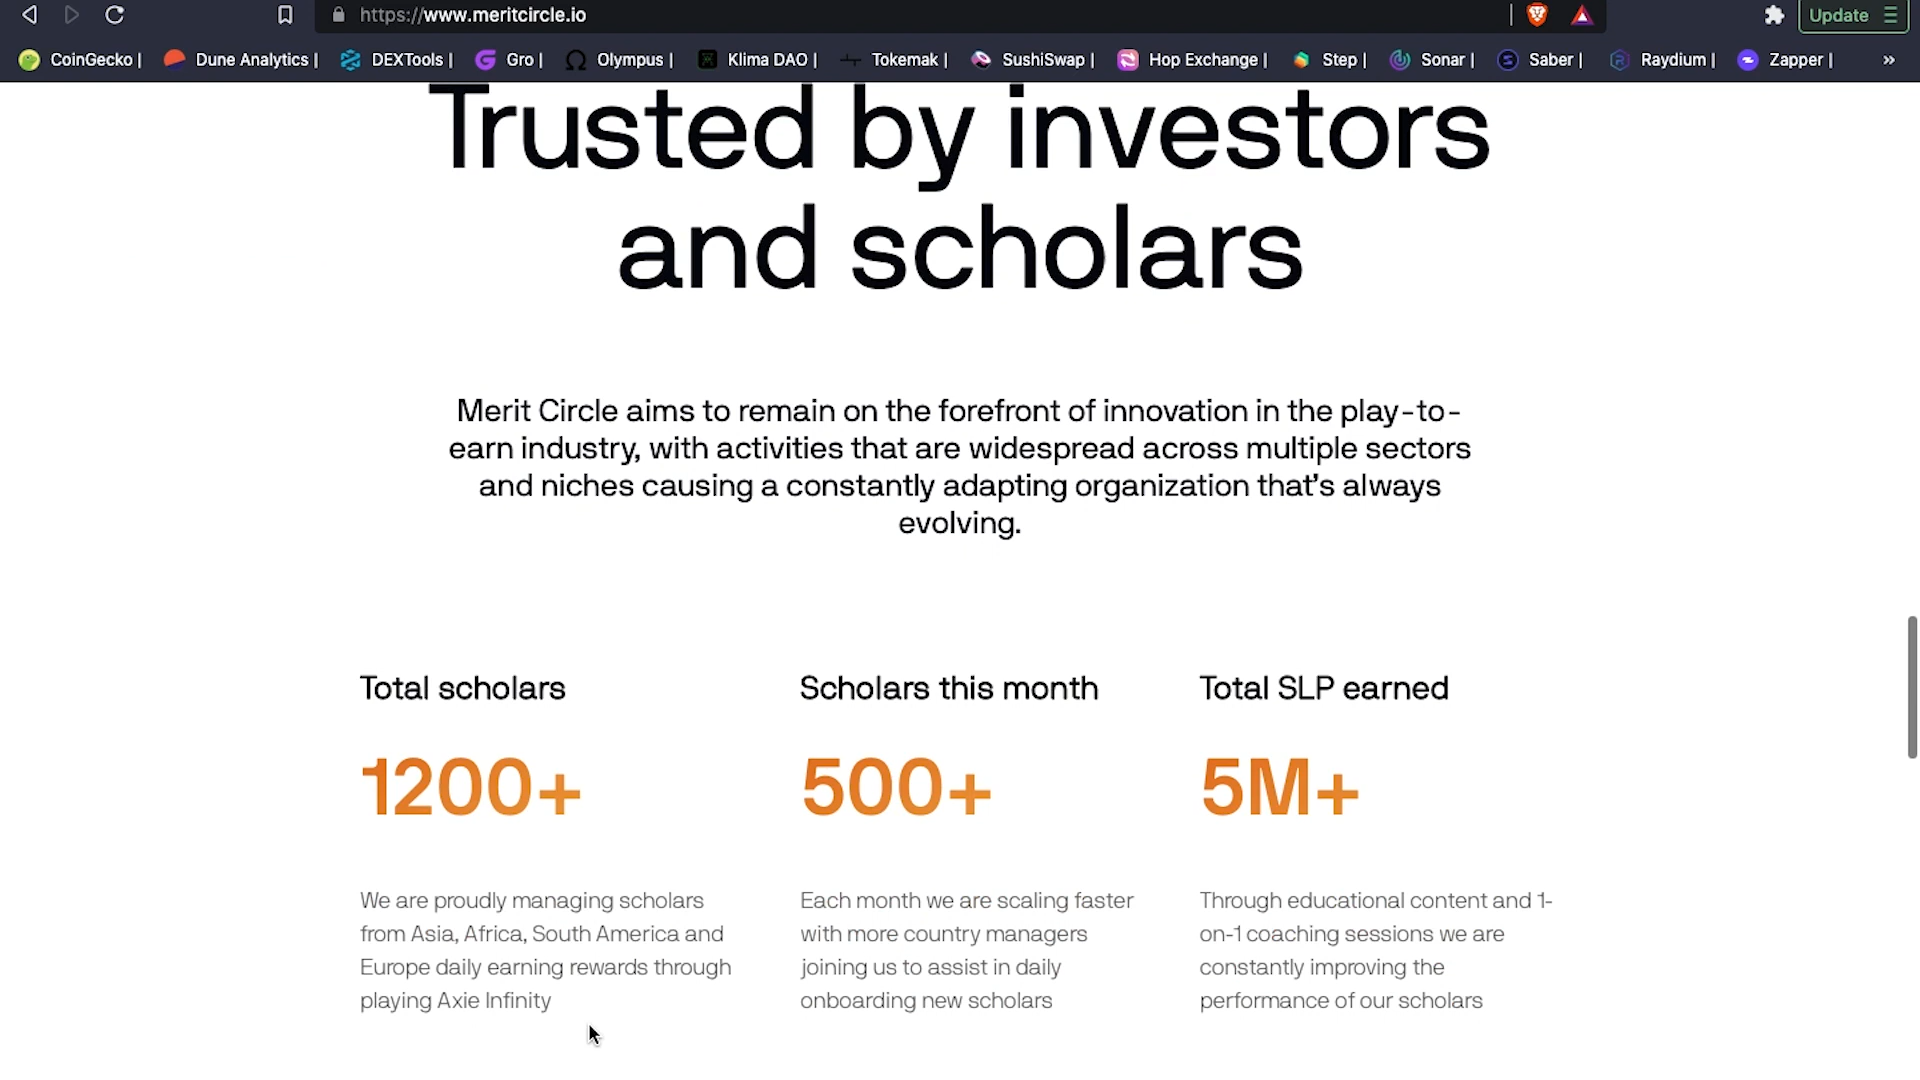 https://www.meritcircle.io
Update
CoinGecko | Dune Analytics | DEXTools | Gro | Olympus | Klima DAO | Tokemak | SushiSwap | Hop Exchange | Step | Sonar | Saber | Raydium | Zapper | »
Trusted by investors
and scholars
Merit Circle aims to remain on the forefront of innovation in the play-to-
earn industry, with activities that are widespread across multiple sectors
and niches causing a constantly adapting organization that's always
evolving.
Total scholars
1200+
We are proudly managing scholars
from Asia, Africa, South America and
Europe daily earning rewards through
playing Axie Infinity
Scholars this month
500+
Each month we are scaling faster
with more country managers
joining us to assist in daily
onboarding new scholars
Total SLP earned
5M+
Through educational content and 1-
on-1 coaching sessions we are
constantly improving the
performance of our scholars